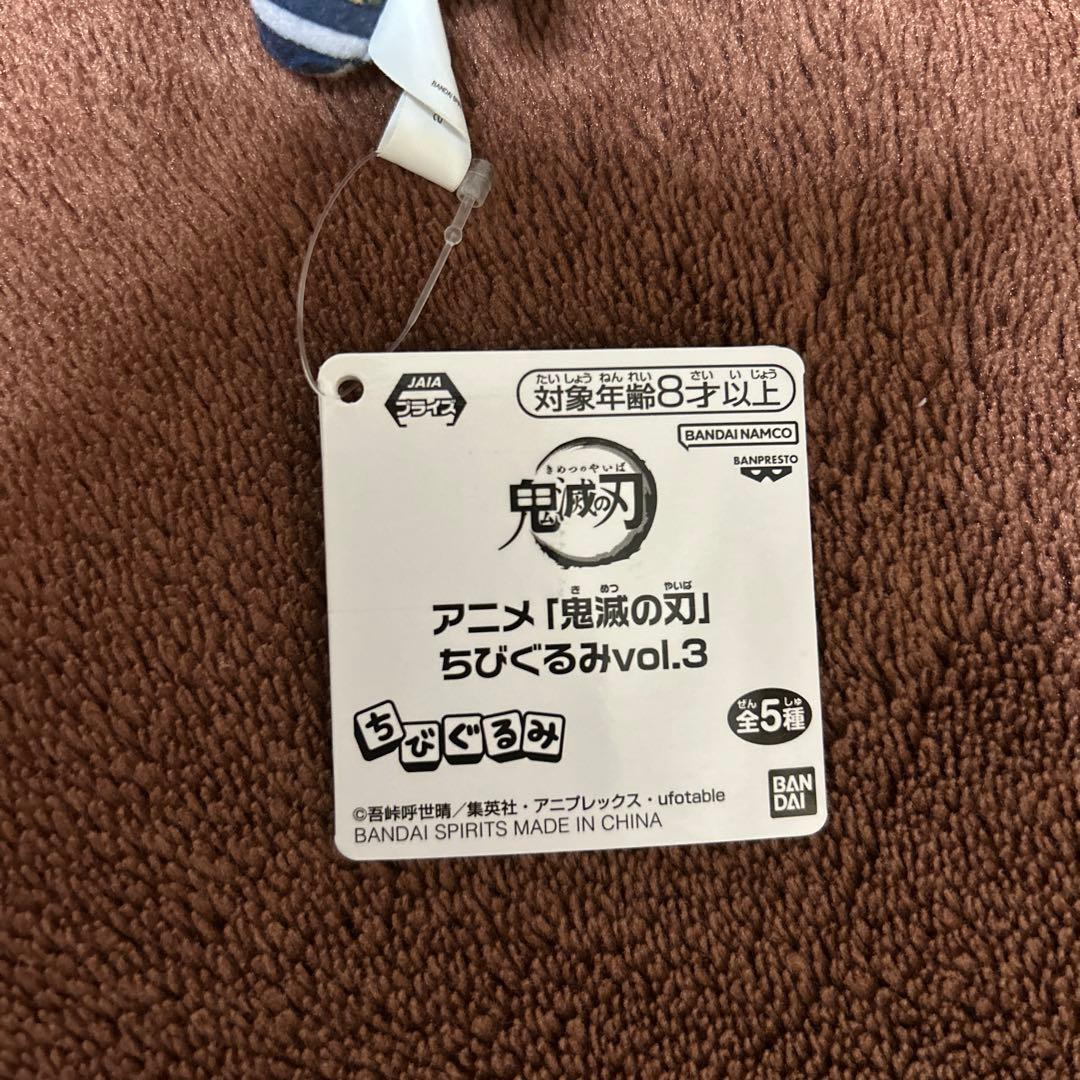 BANDAI
JAIA
プライズ
たいしょう ねん れい さい い じょう
対象年齢8才以上
BANDAI NAMCO
BANPRESTO
きめつのやいば
鬼滅の刃
き めつ やいば
アニメ「鬼滅の刃」
ちびぐるみvol.3
ちびぐるみ
ぜん しゅ
全5種
BAN
DAI
©吾峠呼世晴／集英社・アニプレックス・ufotable
BANDAI SPIRITS MADE IN CHINA